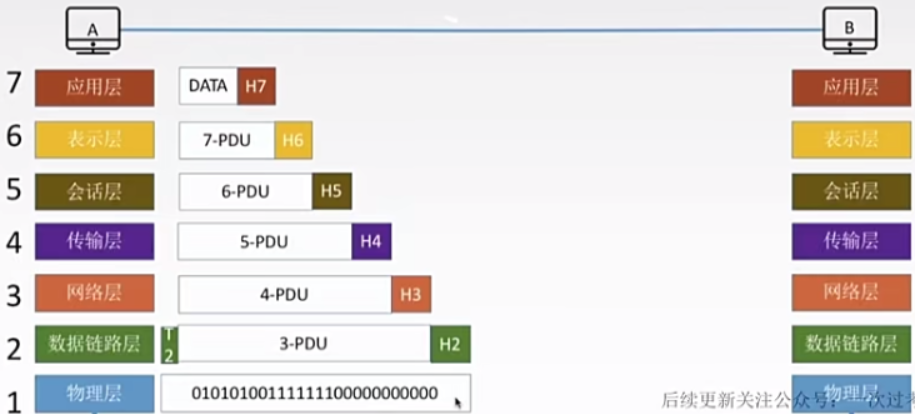 A B
7 应用层 DATA H7 应用层
6 表示层 7-PDU H6 表示层
5 会话层 6-PDU H5 会话层
4 传输层 5-PDU H4 传输层
3 网络层 4-PDU H3 网络层
2 数据链路层 T2 3-PDU H2 数据链路层
1 物理层 0101010011111110000000000 物理层
后续更新关注公众号：
次过